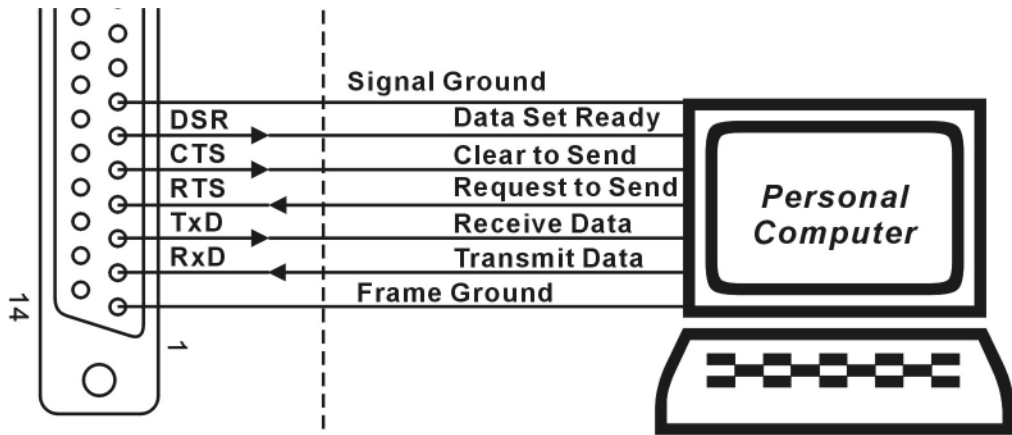 Signal Ground
DSR Data Set Ready
CTS Clear to Send
RTS Request to Send
TxD Receive Data
RxD Transmit Data
Frame Ground
Personal
Computer
14
1